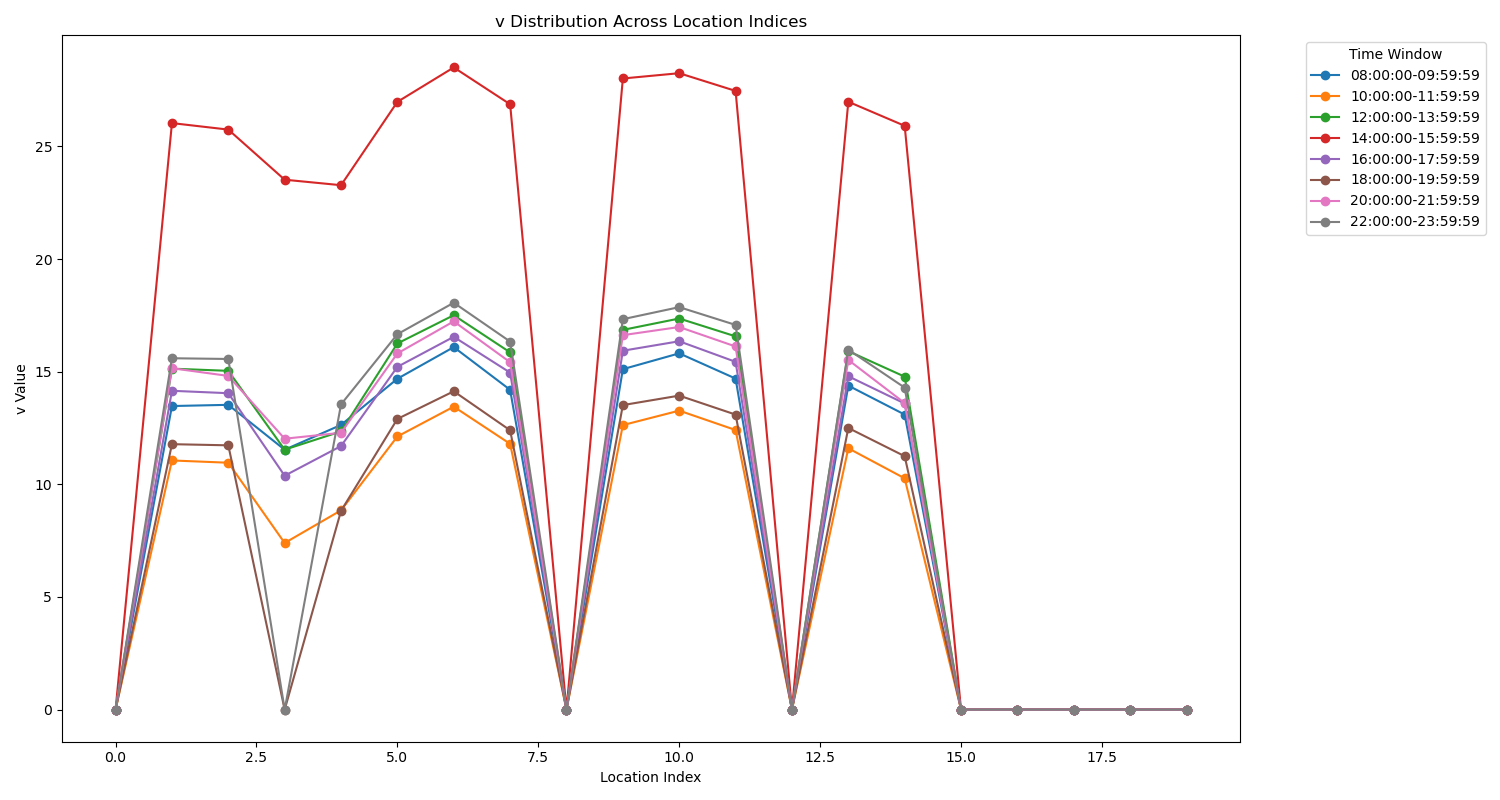 v Distribution Across Location Indices
v Value
25
20
15
10
5
0
0.0 2.5 5.0 7.5 10.0 12.5 15.0 17.5
Location Index
Time Window
08:00:00-09:59:59
10:00:00-11:59:59
12:00:00-13:59:59
14:00:00-15:59:59
16:00:00-17:59:59
18:00:00-19:59:59
20:00:00-21:59:59
22:00:00-23:59:59